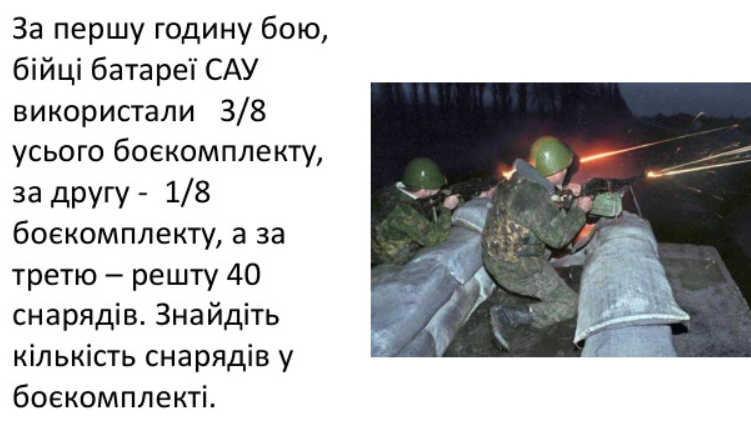 За першу годину бою,
бійці батареї САУ
використали 3/8
усього боєкомплекту,
за другу - 1/8
боєкомплекту, а за
третю – решту 40
снарядів. Знайдіть
кількість снарядів у
боєкомплекті.